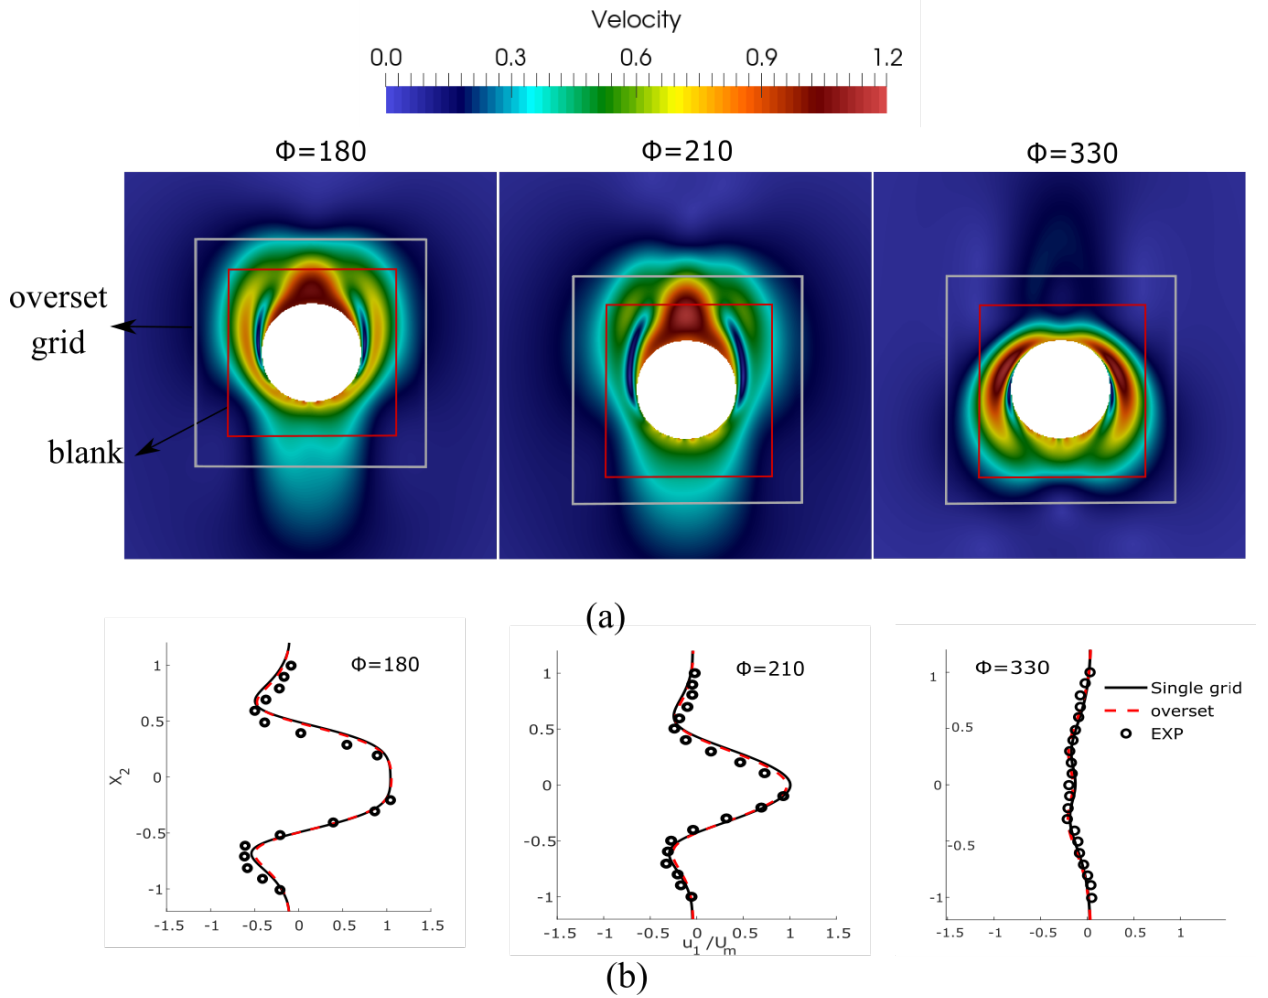 Velocity
0.0 0.3 0.6 0.9 1.2
Φ=180 Φ=210 Φ=330
overset
grid
blank
(a)
Φ=180
1
0.5
0
-0.5
-1
X2
-1.5 -1 -0.5 0 0.5 1 1.5
Φ=210
1
0.5
0
-0.5
-1
-1.5 -1 -0.5 0 0.5 1 1.5
u1/Um
Φ=330
Single grid
overset
EXP
1
0.5
0
-0.5
-1
-1.5 -1 -0.5 0 0.5 1
(b)